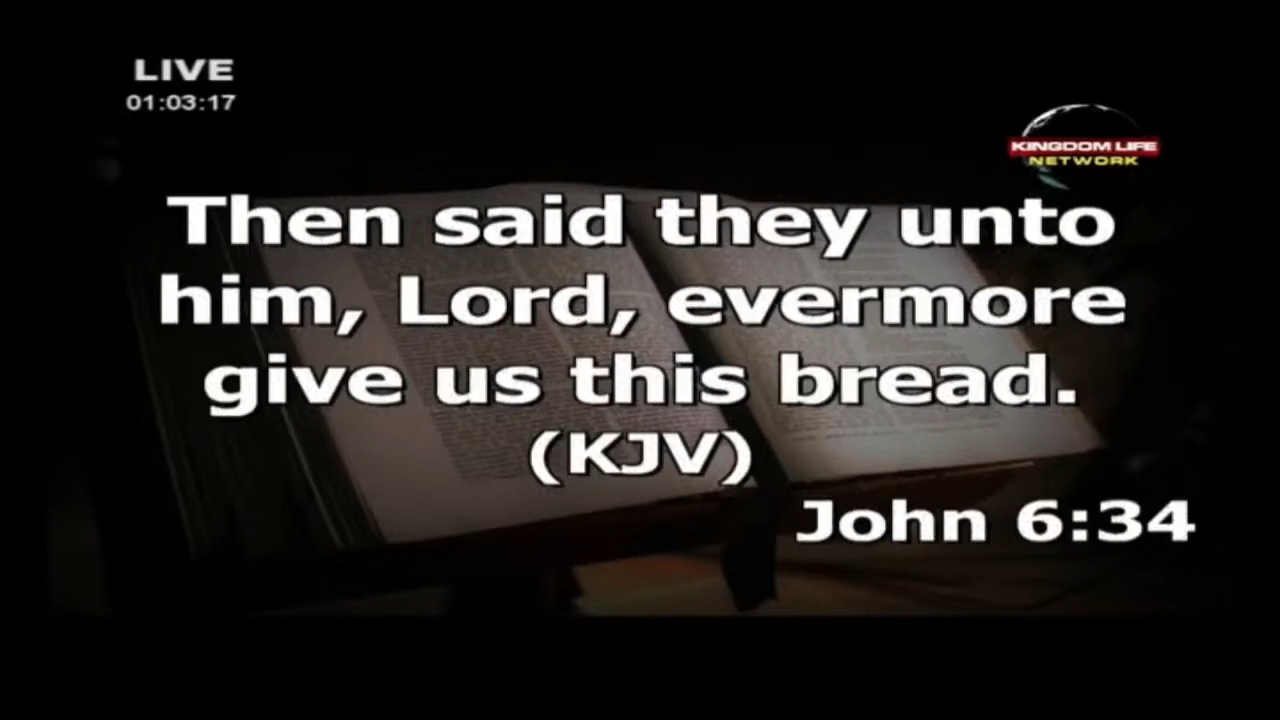 LIVE
01:03:17
KINGDOM LIFE
NETWORK
Then said they unto
him, Lord, evermore
give us this bread.
(KJV)
John 6:34